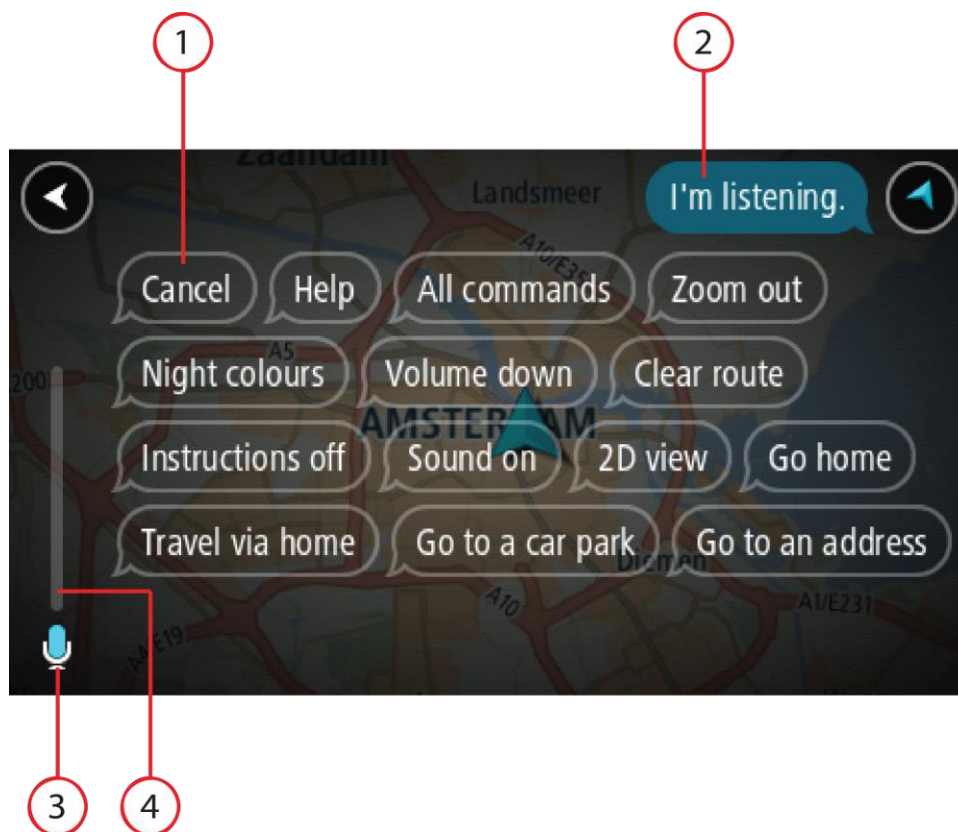 1 2
Zaandam
Landsmeer
I'm listening.
A10/E35
Cancel Help All commands Zoom out
A5
200
Night colours Volume down Clear route
AMSTERDAM
Instructions off Sound on 2D view Go home
Travel via home Go to a car park Go to an address
Diemen
A10
A1/E231
A4/E19
3 4